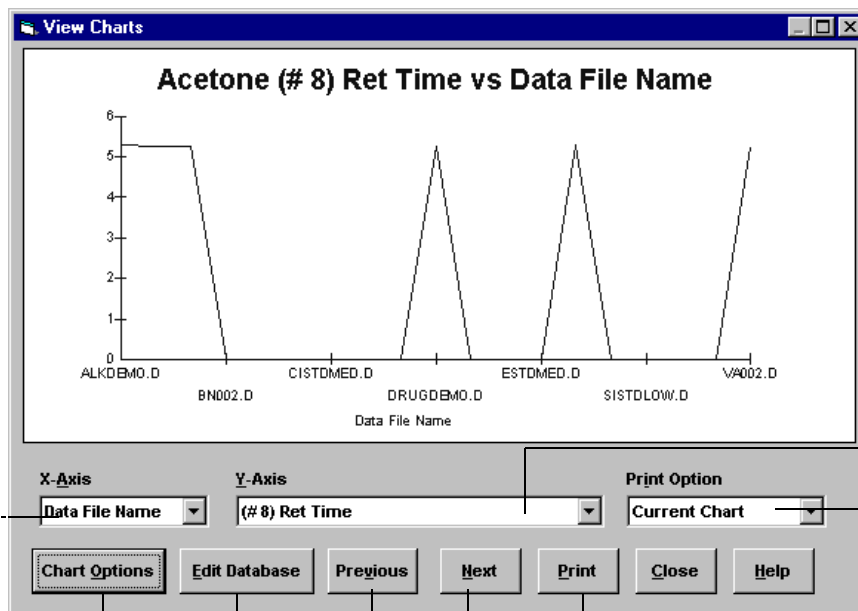 View Charts
Acetone (# 8) Ret Time vs Data File Name
6
5
4
3
2
1
0
ALKDEMO.D CISTDMED.D ESTDMED.D VA002.D
BN002.D DRUGDEMO.D SISTDLOW.D
Data File Name
X-Axis Y-Axis Print Option
Data File Name (# 8) Ret Time Current Chart
Chart Options Edit Database Previous Next Print Close Help